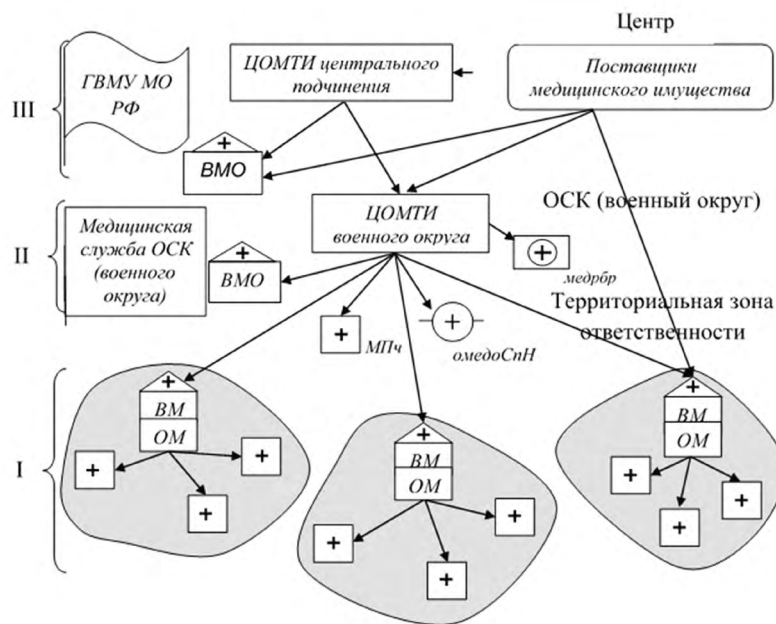 Центр
ГВМУ МО
РФ
ЦОМТИ центрального
подчинения
Поставщики
медицинского имущества
III
+
ВМО
ОСК (военный округ)
ЦОМТИ
военного округа
Медицинская
служба ОСК
(военного
округа)
II
+
ВМО
+
медрбр
Территориальная зона
ответственности
+
МПч
+
омедоСпН
I
+
ВМ
ОМ
+
+
+
+
ВМ
ОМ
+
+
+
+
ВМ
ОМ
+
+
+